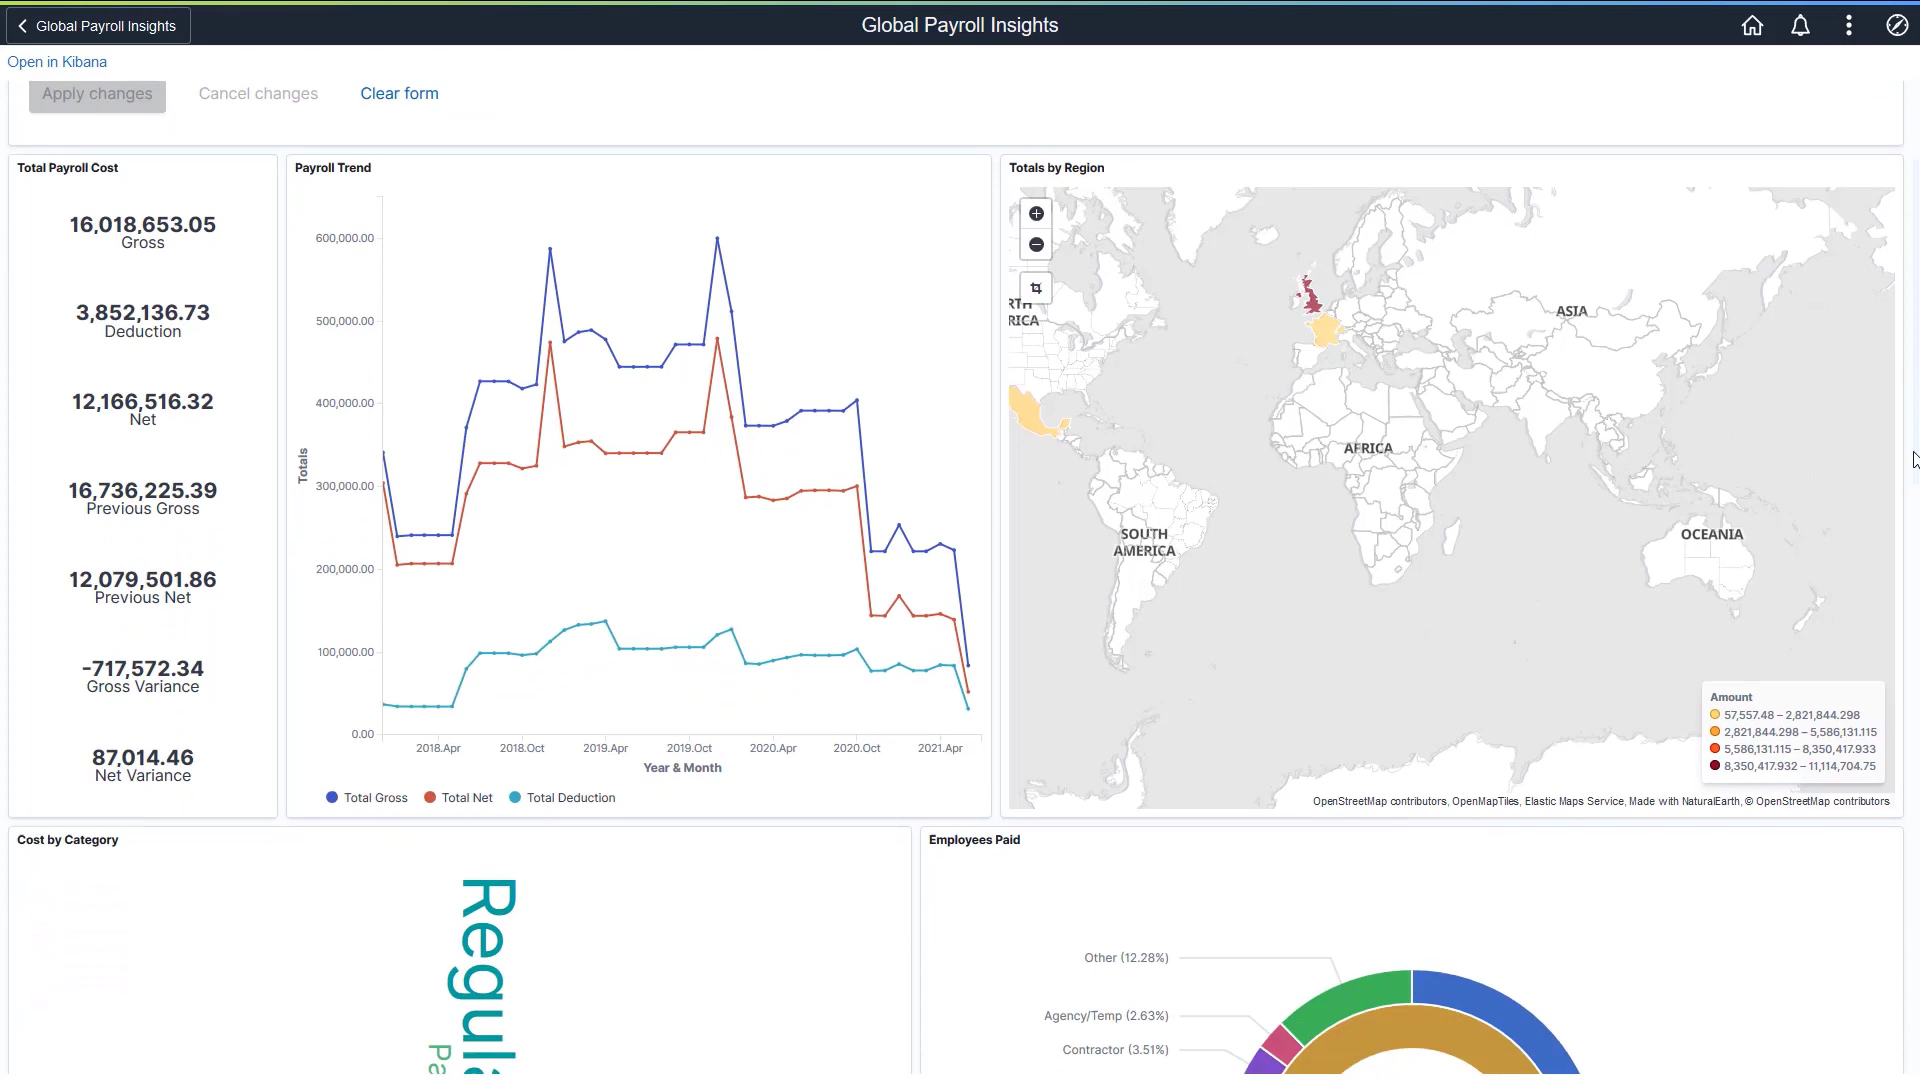 Global Payroll Insights
Global Payroll Insights
Open in Kibana
Apply changes
Cancel changes
Clear form
Total Payroll Cost
16,018,653.05
Gross
3,852,136.73
Deduction
12,166,516.32
Net
16,736,225.39
Previous Gross
12,079,501.86
Previous Net
-717,572.34
Gross Variance
87,014.46
Net Variance
Payroll Trend
Totals
600,000.00
500,000.00
400,000.00
300,000.00
200,000.00
100,000.00
0.00
2018.Apr
2018.Oct
2019.Apr
2019.Oct
2020.Apr
2020.Oct
2021.Apr
Year & Month
Total Gross
Total Net
Total Deduction
Totals by Region
RTH
RICA
ASIA
AFRICA
SOUTH
AMERICA
OCEANIA
Amount
57,557.48 – 2,821,844.298
2,821,844.298 – 5,586,131.115
5,586,131.115 – 8,350,417.933
8,350,417.932 – 11,114,704.75
OpenStreetMap contributors, OpenMapTiles, Elastic Maps Service, Made with NaturalEarth, © OpenStreetMap contributors
Cost by Category
Regul
Pa
Employees Paid
Other (12.28%)
Agency/Temp (2.63%)
Contractor (3.51%)